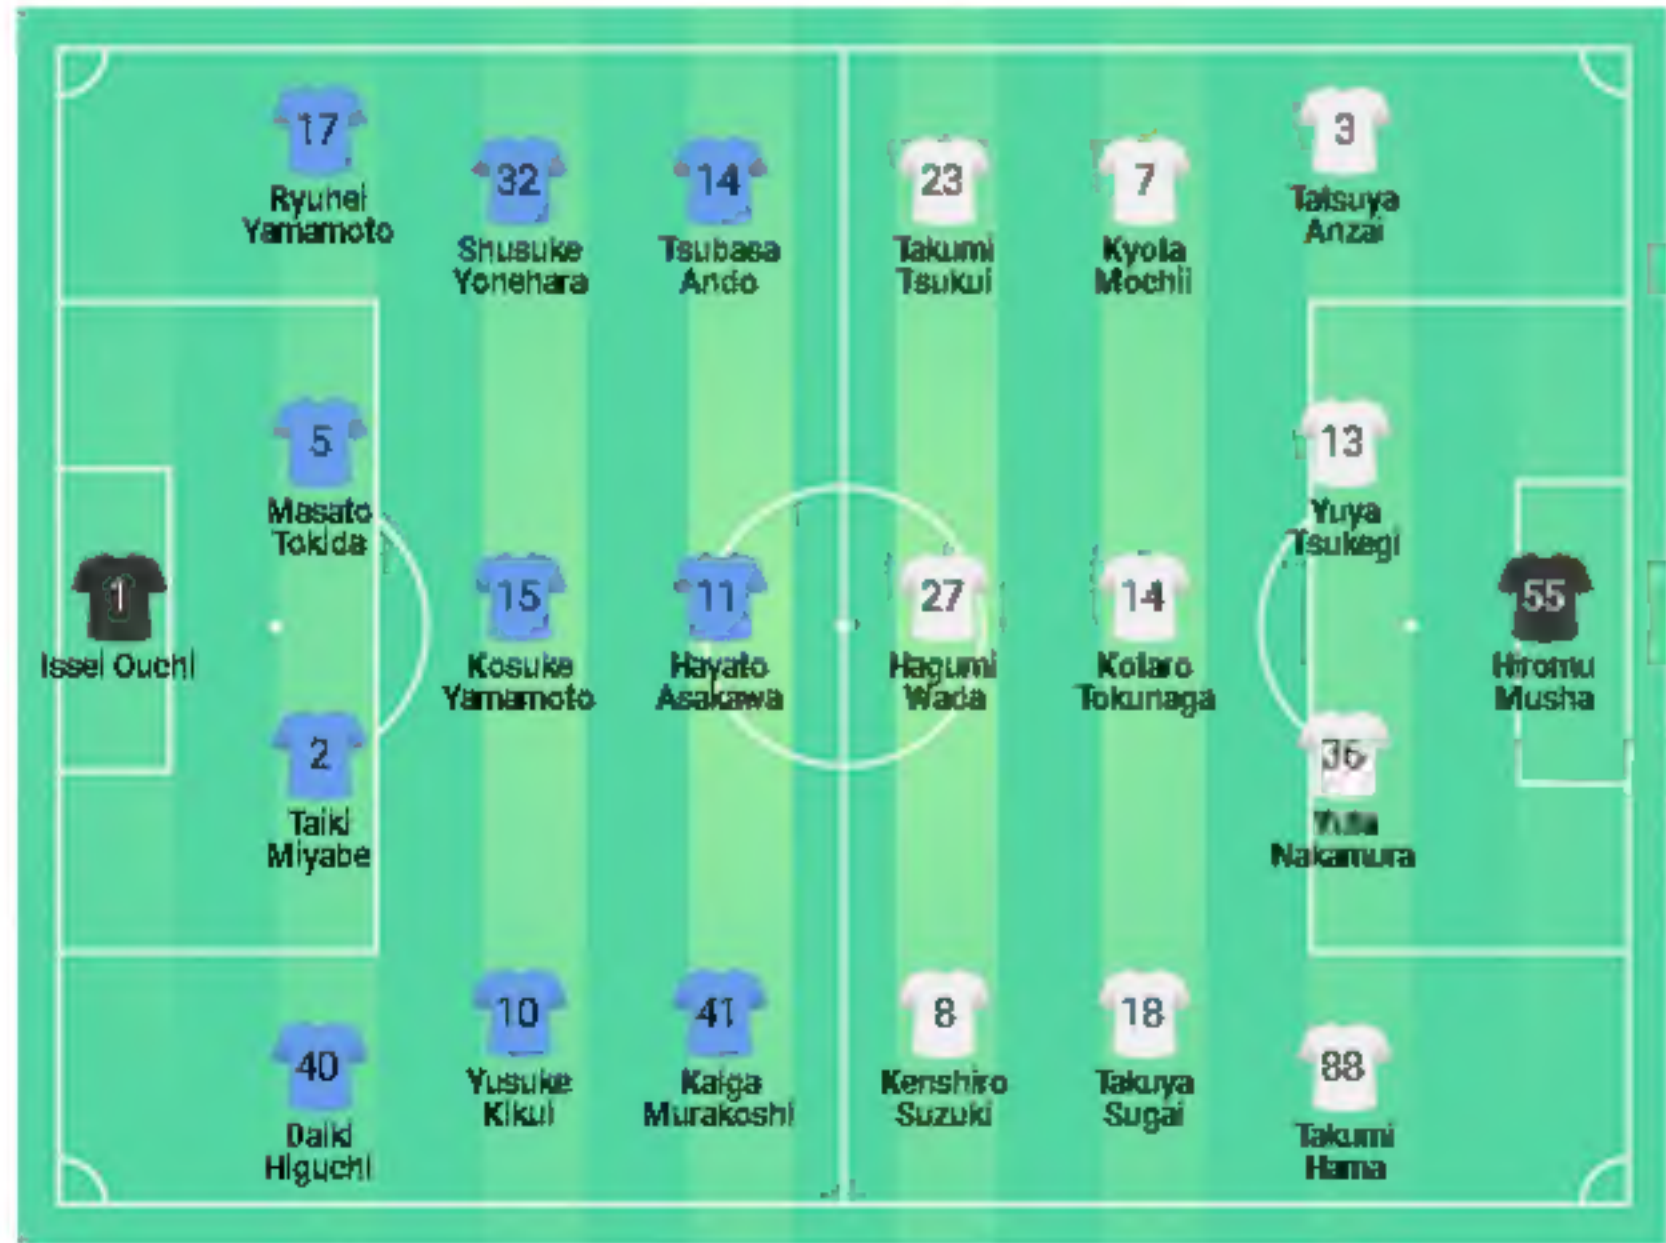 17
Ryuhei
Yamamoto
32
Shusuke
Yonehara
14
Tsubasa
Ando
23
Takumi
Tsukui
7
Kyota
Mochii
3
Tatsuya
Anzai
5
Masato
Tokida
13
Yuya
Tsukegi
1
Issei Ouchi
15
Kosuke
Yamamoto
11
Hayato
Asakawa
27
Hagumi
Wada
14
Kotaro
Tokunaga
55
Hiromu
Musha
2
Taiki
Miyabe
36
Yuta
Nakamura
40
Daiki
Higuchi
10
Yusuke
Kikui
41
Kaiga
Murakoshi
8
Kenshiro
Suzuki
18
Takuya
Sugai
88
Takumi
Hama